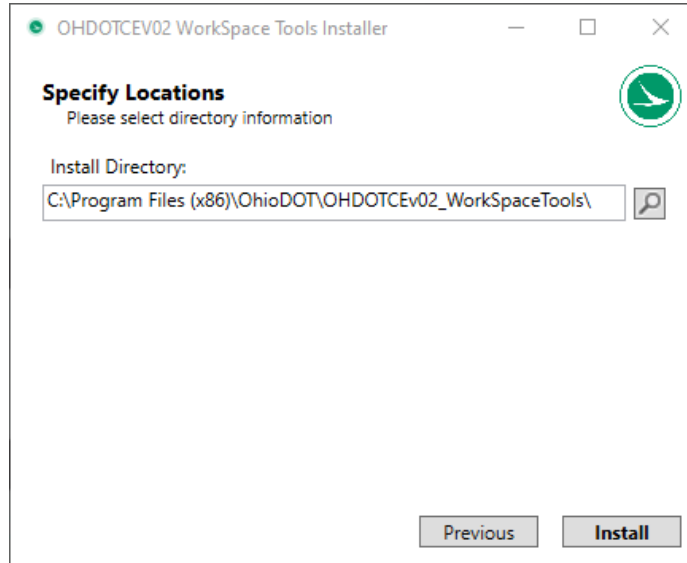 OHDOTCEV02 WorkSpace Tools Installer
Specify Locations
Please select directory information
Install Directory:
C:\Program Files (x86)\OhioDOT\OHDOTCEv02_WorkSpaceTools\
Previous
Install